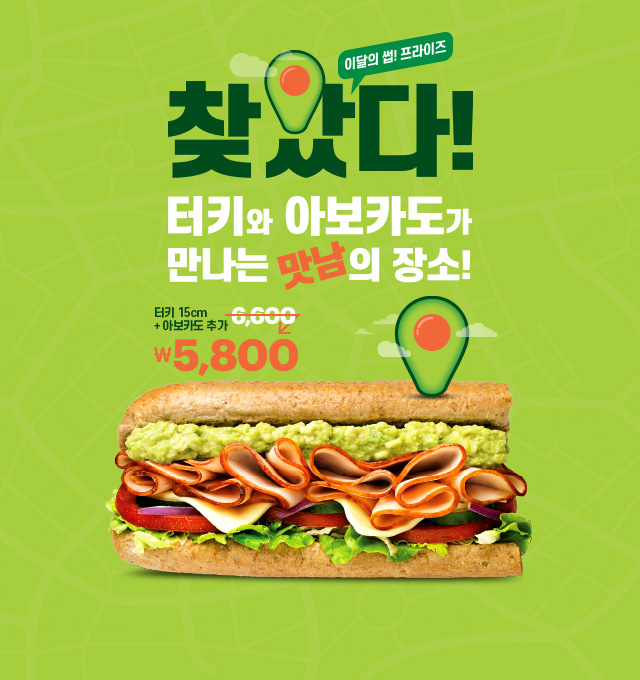 이달의 썹! 프라이즈
찾았다!
터키와 아보카도가
만나는 맛남의 장소!
터키 15cm
+ 아보카도 추가
6,600
₩5,800